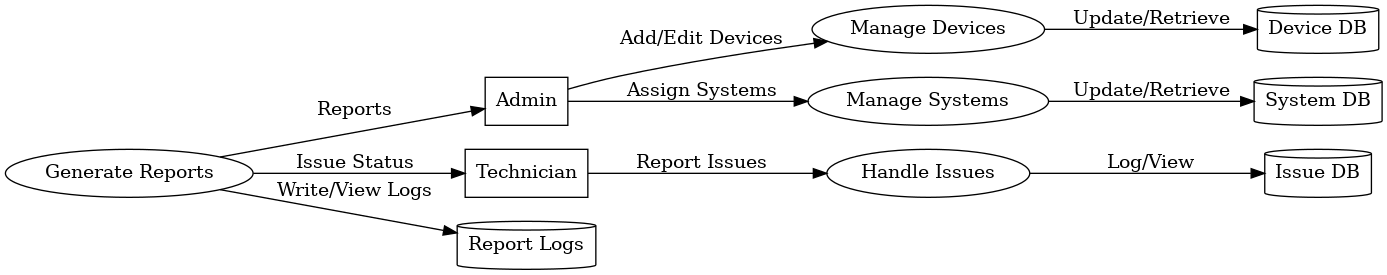 Manage Devices
Update/Retrieve
Device DB
Add/Edit Devices
Admin
Assign Systems
Manage Systems
Update/Retrieve
System DB
Reports
Generate Reports
Issue Status
Technician
Report Issues
Handle Issues
Log/View
Issue DB
Write/View Logs
Report Logs